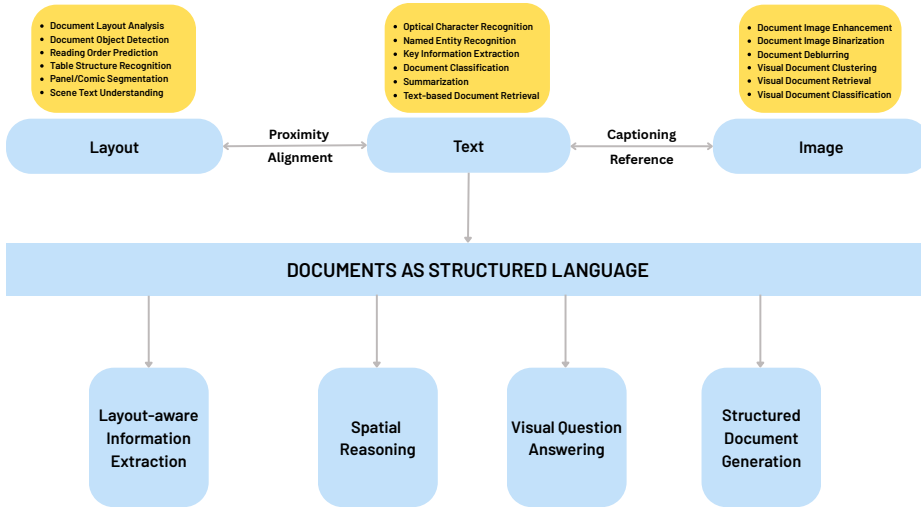 • Document Layout Analysis
• Document Object Detection
• Reading Order Prediction
• Table Structure Recognition
• Panel/Comic Segmentation
• Scene Text Understanding
• Optical Character Recognition
• Named Entity Recognition
• Key Information Extraction
• Document Classification
• Summarization
• Text-based Document Retrieval
• Document Image Enhancement
• Document Image Binarization
• Document Deblurring
• Visual Document Clustering
• Visual Document Retrieval
• Visual Document Classification
Layout
Proximity
Alignment
Text
Captioning
Reference
Image
DOCUMENTS AS STRUCTURED LANGUAGE
Layout-aware
Information
Extraction
Spatial
Reasoning
Visual Question
Answering
Structured
Document
Generation